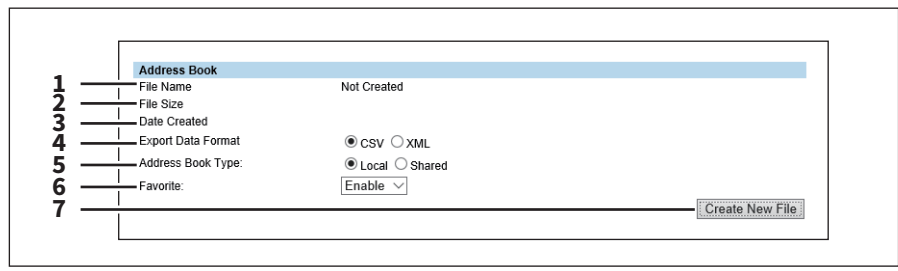 Address Book
1 File Name Not Created
2 File Size
3 Date Created
4 Export Data Format CSV XML
5 Address Book Type: Local Shared
6 Favorite: Enable
7 Create New File